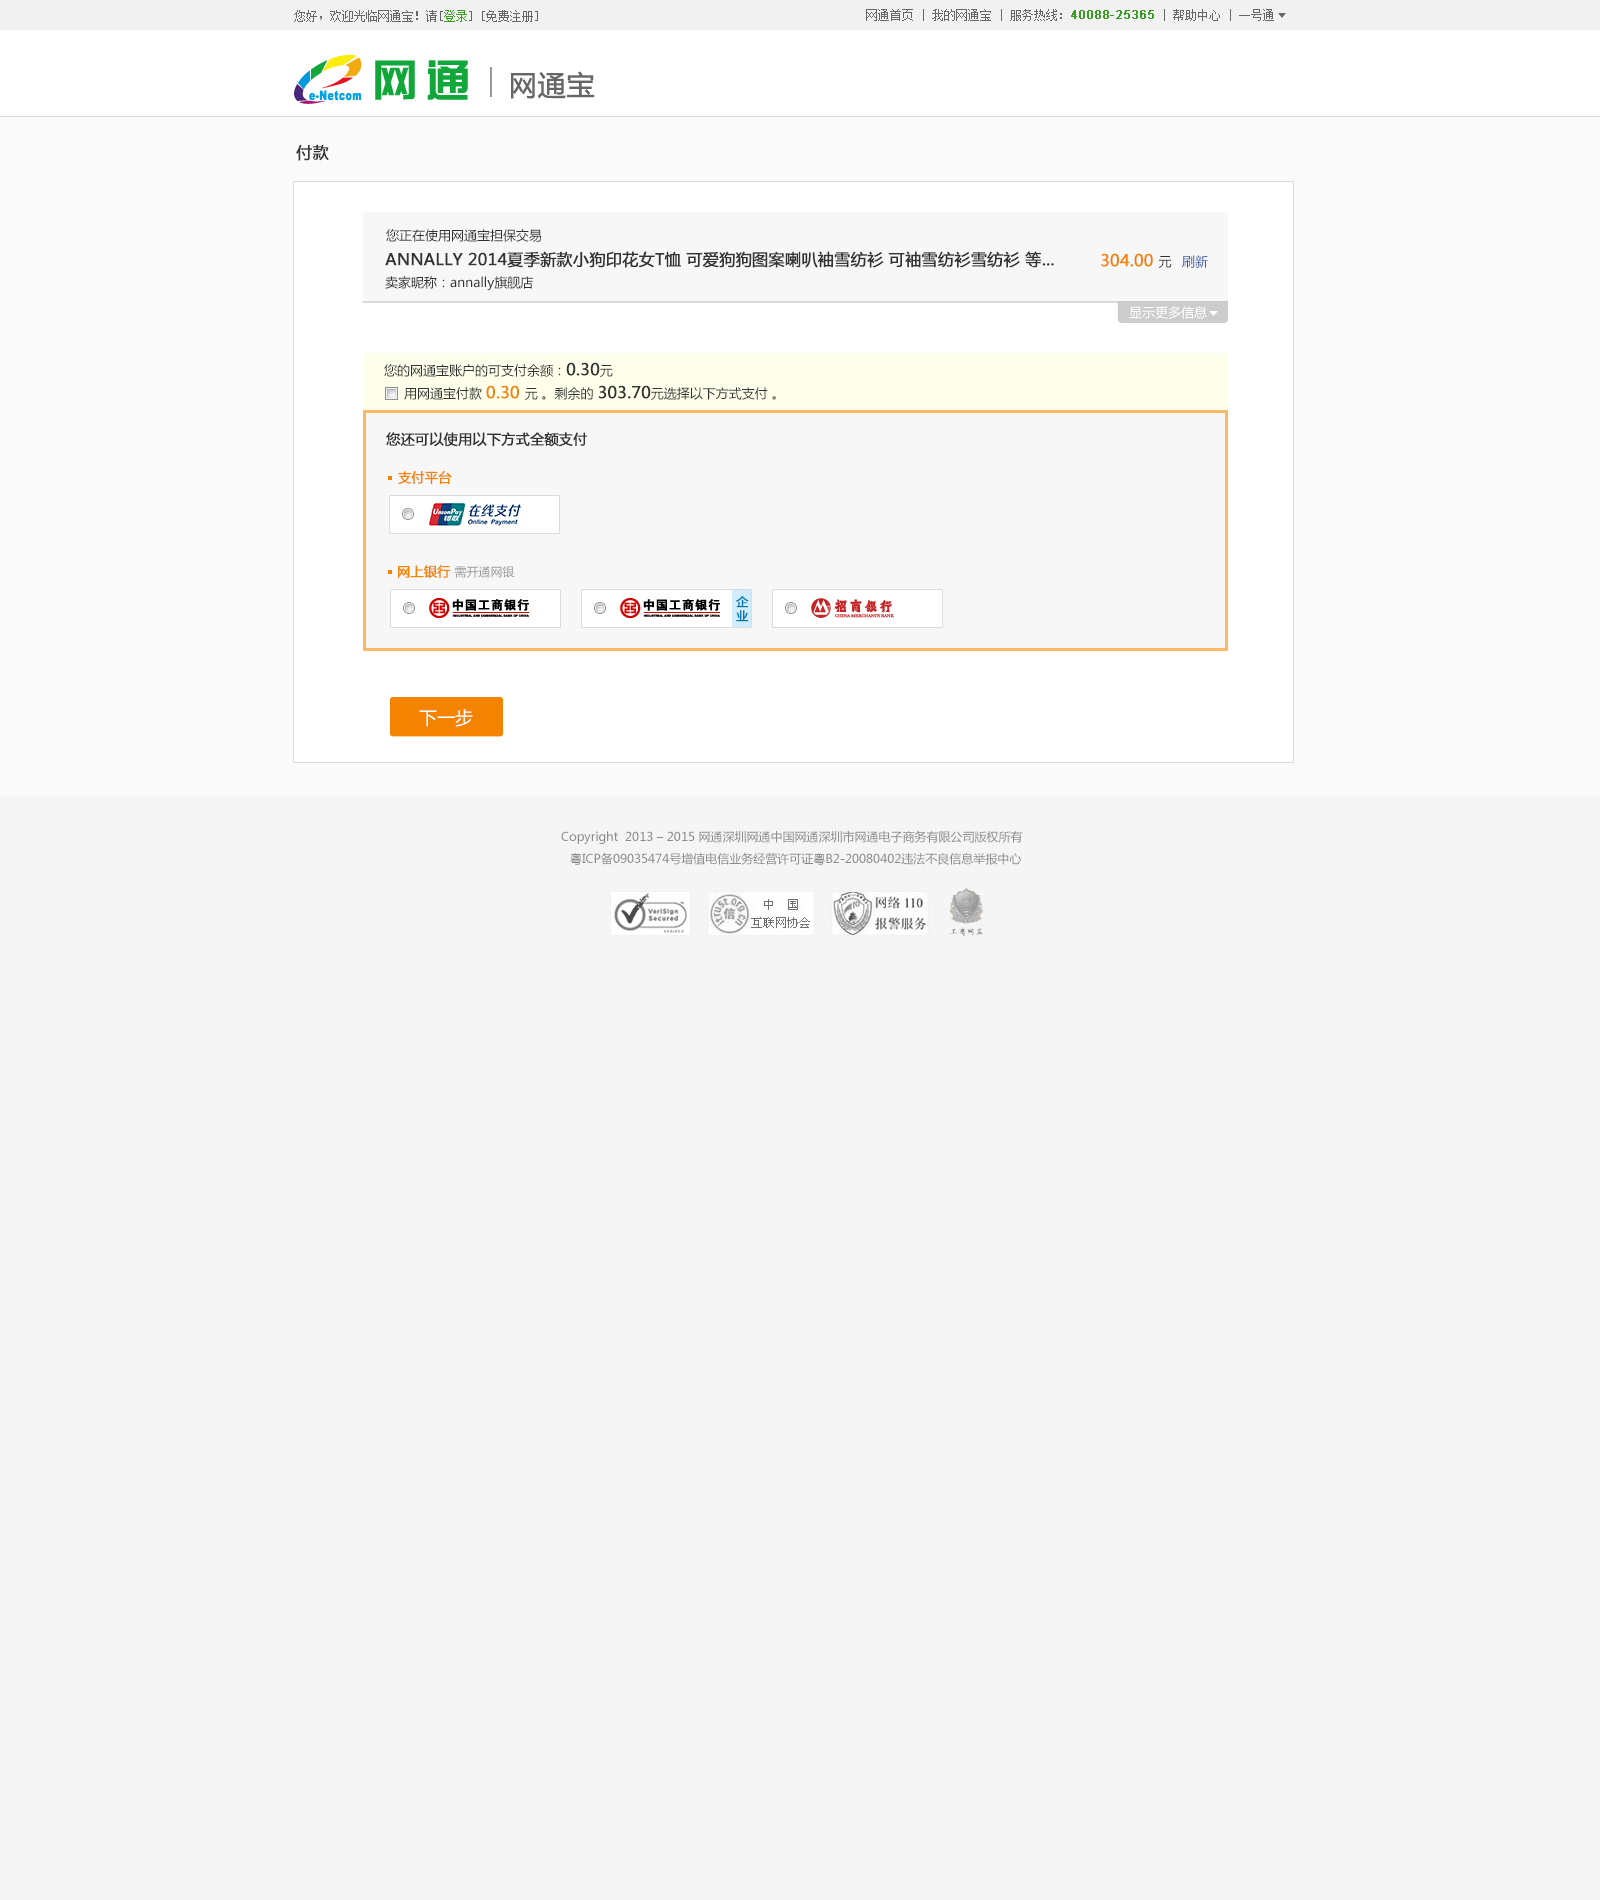 您好，欢迎光临网通宝！请[登录] [免费注册]
网通首页 | 我的网通宝 | 服务热线：40088-25365 | 帮助中心 | 一号通
e-Netcom 网通 | 网通宝
付款
您正在使用网通宝担保交易
ANNALLY 2014夏季新款小狗印花女T恤 可爱狗狗图案喇叭袖雪纺衫 可袖雪纺衫雪纺衫 等... 304.00 元 刷新
卖家昵称：annally旗舰店
显示更多信息
您的网通宝账户的可支付余额：0.30元
用网通宝付款 0.30 元 。剩余的 303.70元选择以下方式支付 。
您还可以使用以下方式全额支付
支付平台
UnionPay 银联 在线支付 Online Payment
网上银行 需开通网银
中国工商银行 INDUSTRIAL AND COMMERCIAL BANK OF CHINA
中国工商银行 INDUSTRIAL AND COMMERCIAL BANK OF CHINA 企业
招商银行 CHINA MERCHANTS BANK
下一步
Copyright 2013 – 2015 网通深圳网通中国网通深圳市网通电子商务有限公司版权所有
粤ICP备09035474号增值电信业务经营许可证粤B2-20080402违法不良信息举报中心
VeriSign Secured
itrust.org.cn 信 中 国 互联网协会
网络 110 报警服务